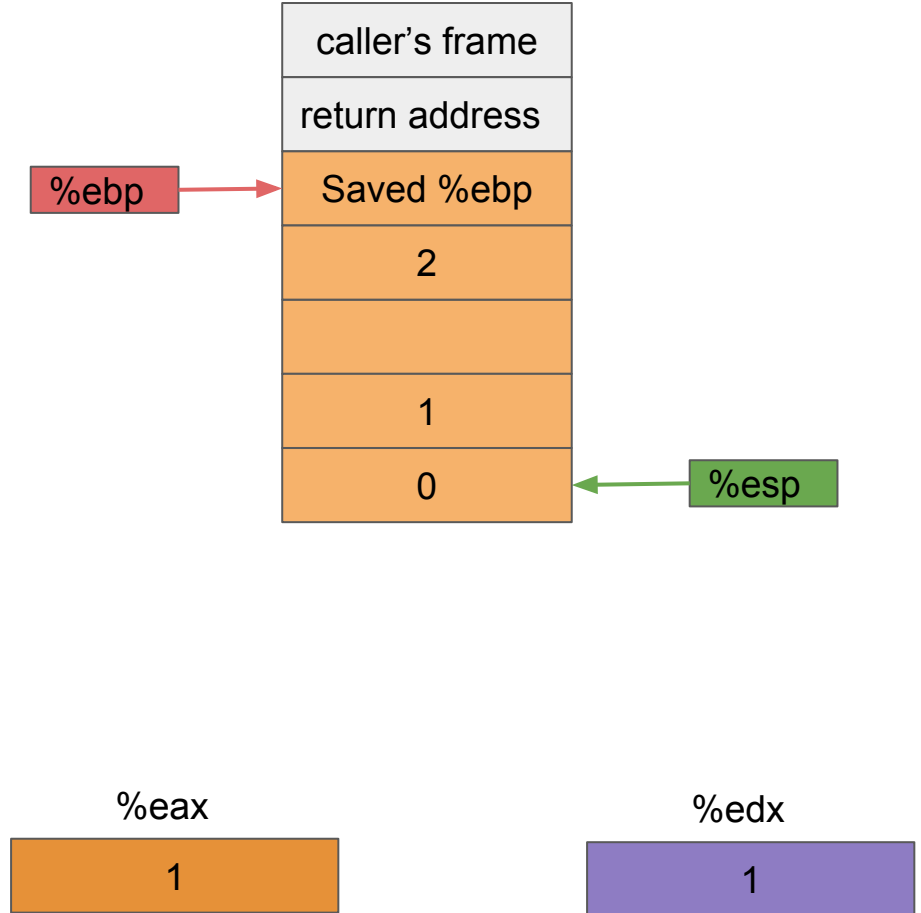 caller’s frame
return address
%ebp
Saved %ebp
2
1
0
%esp
%eax
%edx
1
1